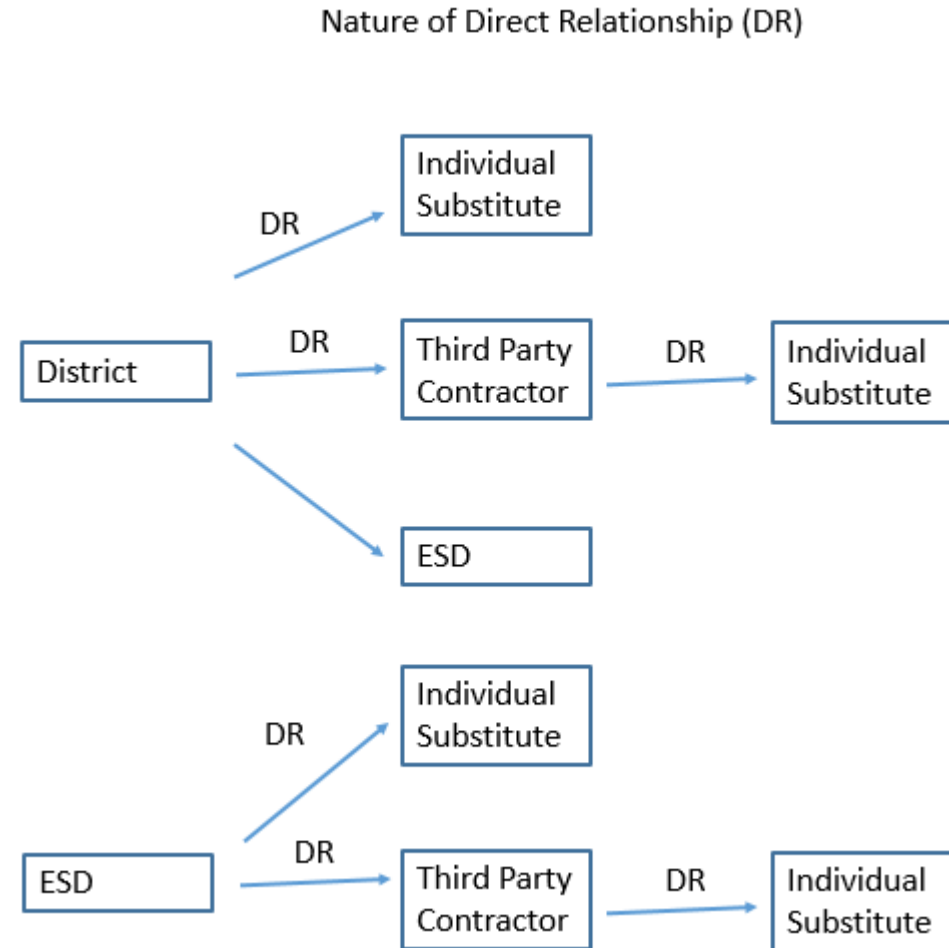 Nature of Direct Relationship (DR)
Individual
Substitute
DR
District
DR
Third Party
Contractor
DR
Individual
Substitute
ESD
Individual
Substitute
DR
ESD
DR
Third Party
Contractor
DR
Individual
Substitute